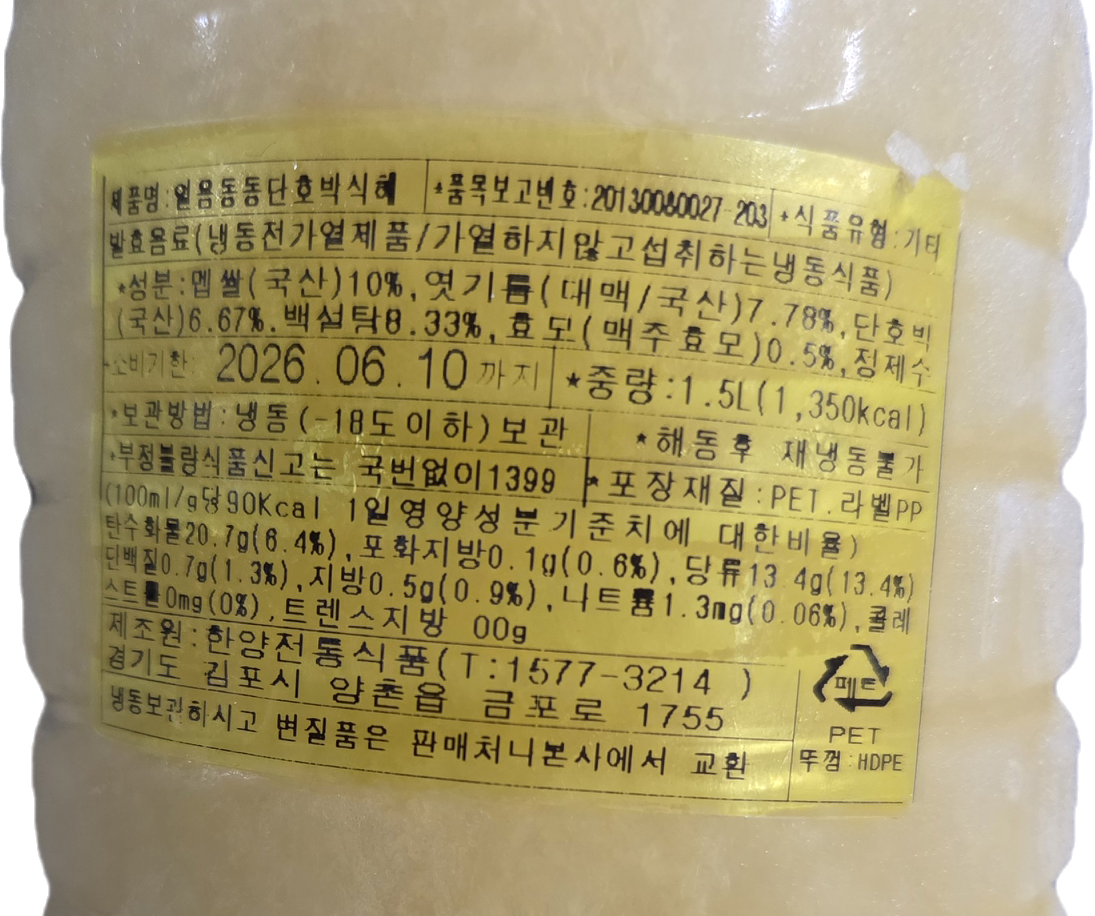 제품명:얼음동동단호박식혜 *품목보고번호:20130080027-203 *식품유형:기타
발효음료(냉동전가열제품/가열하지않고섭취하는냉동식품)
*성분:멥쌀(국산)10%,엿기름(대맥/국산)7.78%,단호박
(국산)6.67%.백설탕8.33%,효모(맥주효모)0.5%,정제수
*소비기한: 2026.06.10까지 *중량:1.5L(1,350kcal)
*보관방법:냉동(-18도이하)보관 *해동후 재냉동불가
*부정불량식품신고는 국번없이1399 *포장재질:PET.라벨PP
(100ml/g당90Kcal 1일영양성분기준치에 대한비율)
탄수화물20.7g(6.4%),포화지방0.1g(0.6%),당류13.4g(13.4%)
단백질0.7g(1.3%),지방0.5g(0.9%),나트륨1.3mg(0.06%),콜레
스트롤0mg(0%),트렌스지방 00g
제조원:한양전통식품(T:1577-3214 )
경기도 김포시 양촌읍 금포로 1755
냉동보관하시고 변질품은 판매처니본사에서 교환
페트
PET
뚜껑:HDPE